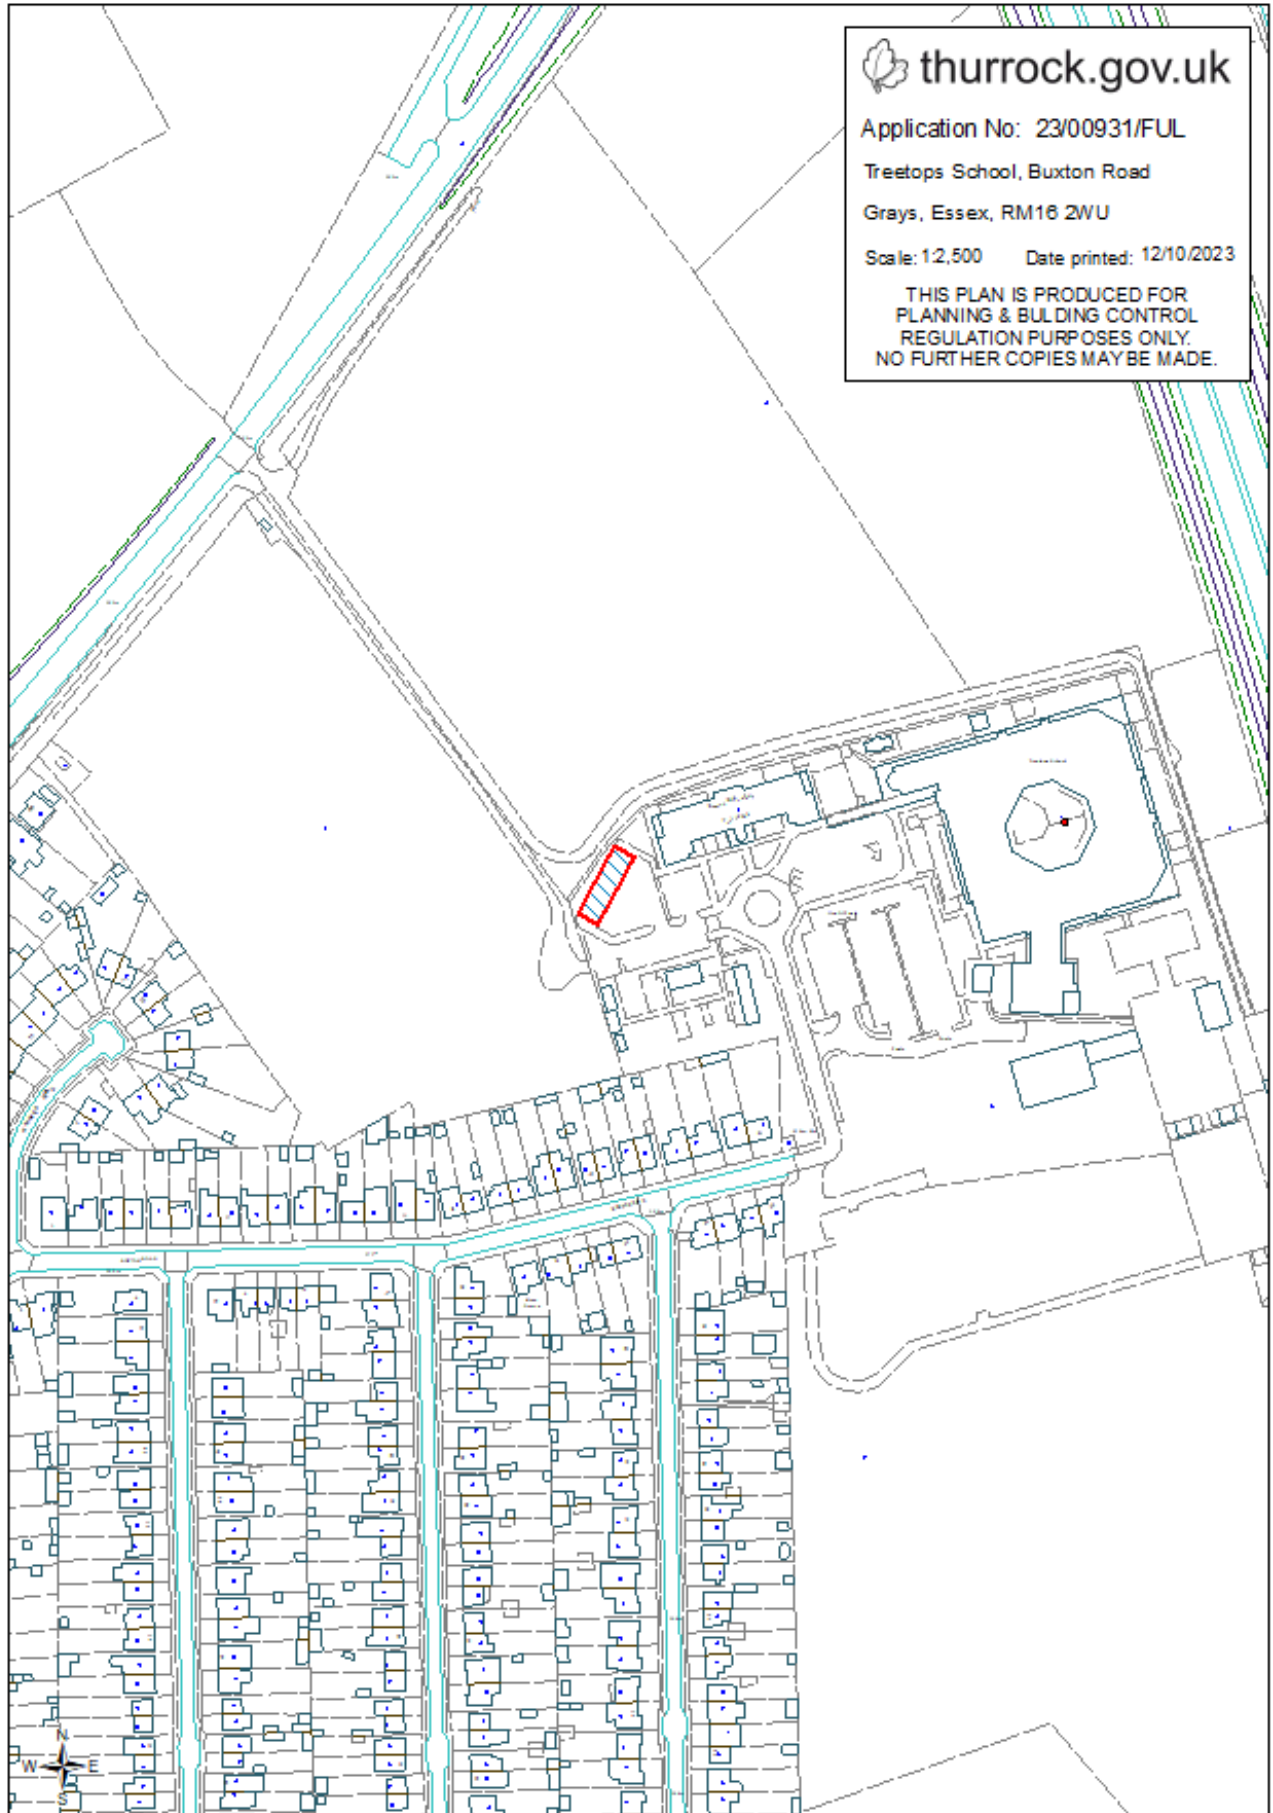 thurrock.gov.uk
Application No: 23/00931/FUL
Treetops School, Buxton Road
Grays, Essex, RM16 2WU
Scale: 1:2,500 Date printed: 12/10/2023
THIS PLAN IS PRODUCED FOR
PLANNING & BULDING CONTROL
REGULATION PURPOSES ONLY.
NO FURTHER COPIES MAY BE MADE.
N
W E
S